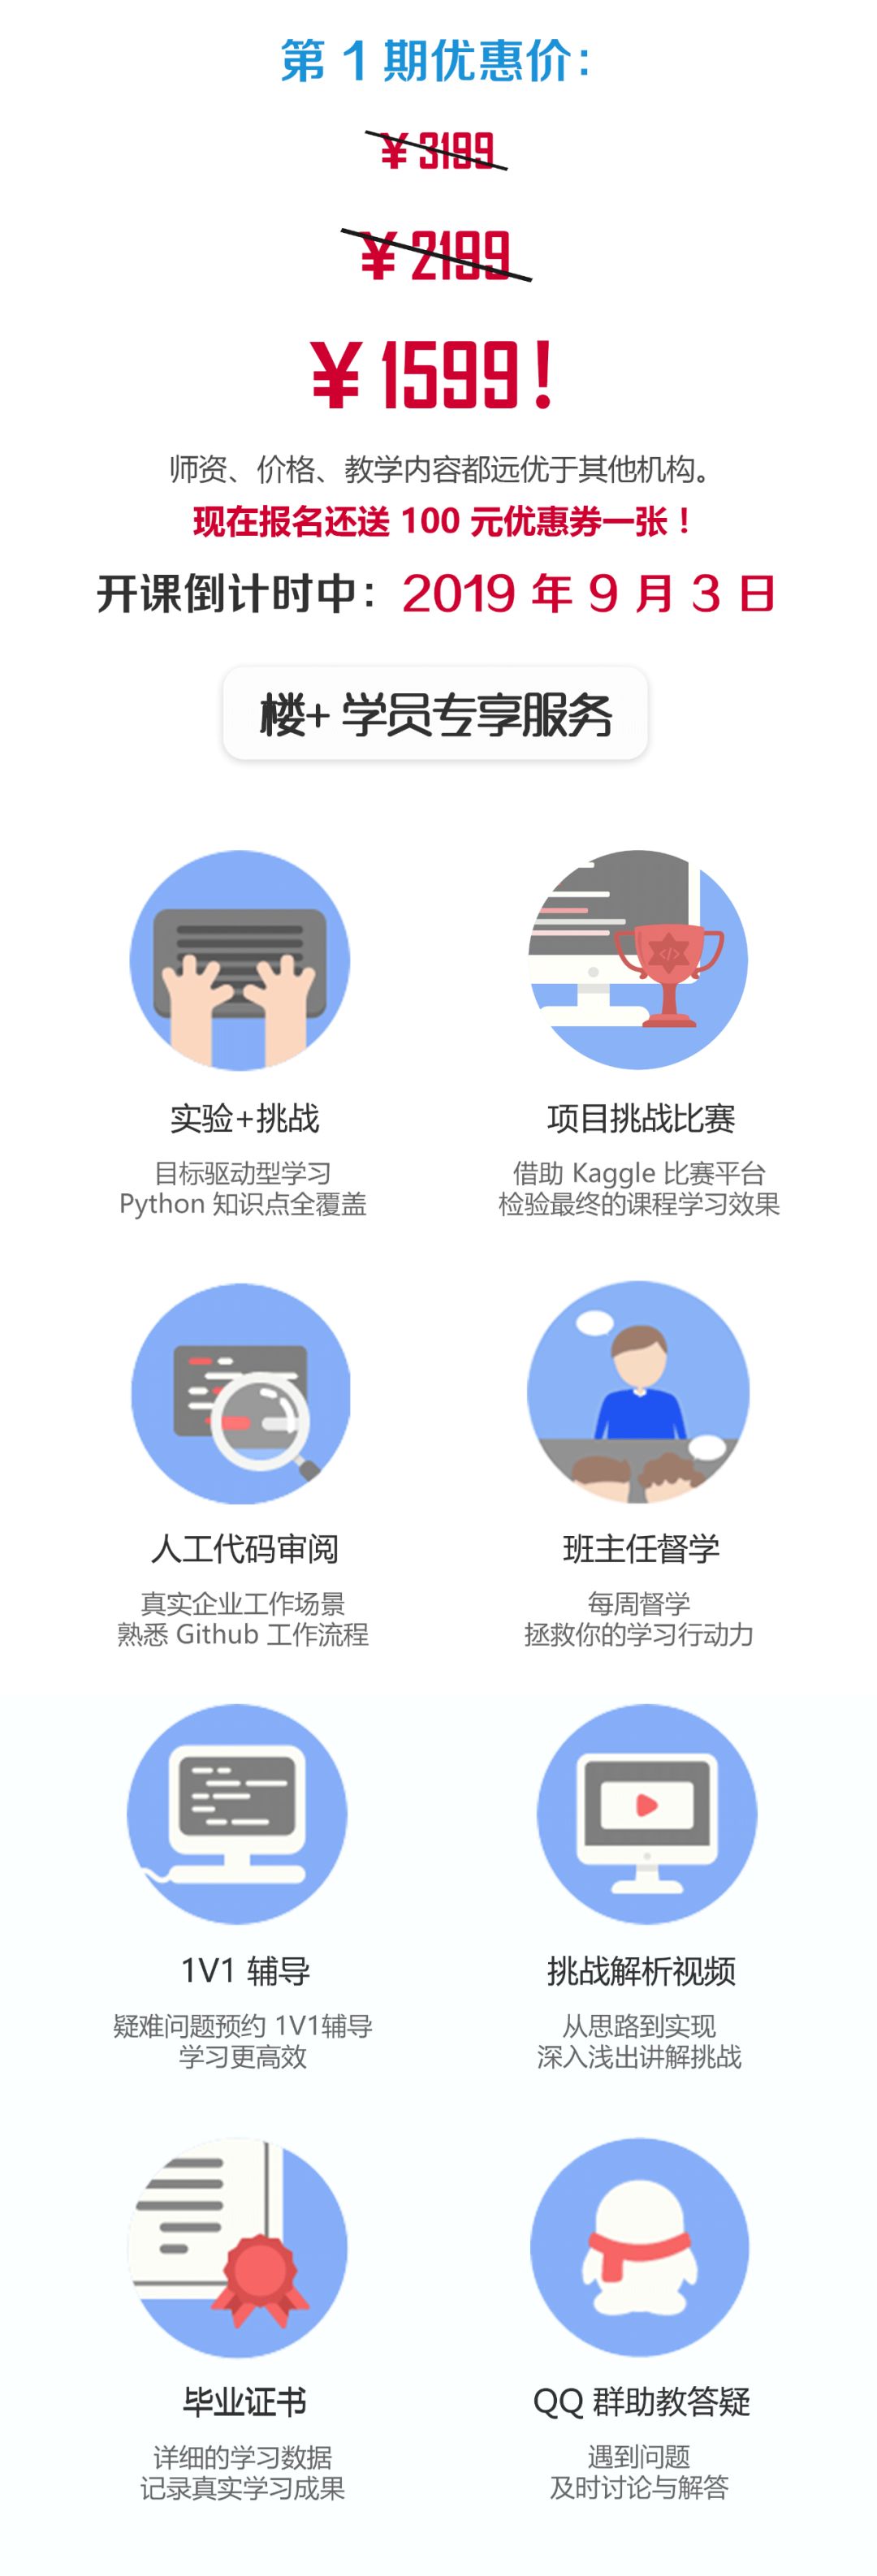 第 1 期优惠价：
¥ 3199
¥ 2199
¥ 1599！
师资、价格、教学内容都远优于其他机构。
现在报名还送 100 元优惠券一张！
开课倒计时中：2019 年 9 月 3 日
楼+ 学员专享服务
</>
实验+挑战
目标驱动型学习
Python 知识点全覆盖
项目挑战比赛
借助 Kaggle 比赛平台
检验最终的课程学习效果
人工代码审阅
真实企业工作场景
熟悉 Github 工作流程
班主任督学
每周督学
拯救你的学习行动力
1V1 辅导
疑难问题预约 1V1辅导
学习更高效
挑战解析视频
从思路到实现
深入浅出讲解挑战
毕业证书
详细的学习数据
记录真实学习成果
QQ 群助教答疑
遇到问题
及时讨论与解答